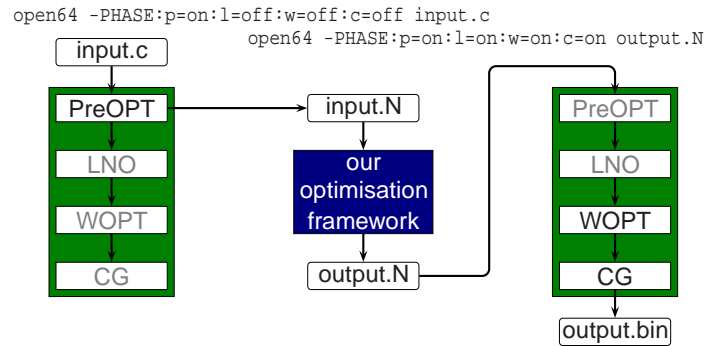 open64 -PHASE:p=on:l=off:w=off:c=off input.c
open64 -PHASE:p=on:l=on:w=on:c=on output.N
input.c
PreOPT
LNO
WOPT
CG
input.N
our
optimisation
framework
output.N
PreOPT
LNO
WOPT
CG
output.bin